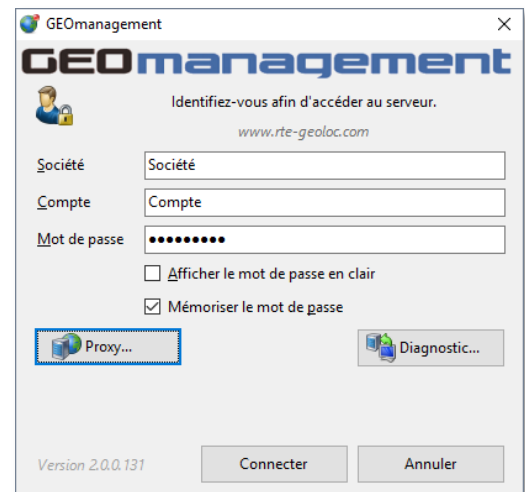 GEOmanagement
GEOmanagement
Identifiez-vous afin d'accéder au serveur.
www.rte-geoloc.com
Société Société
Compte Compte
Mot de passe •••••••••
Afficher le mot de passe en clair
Mémoriser le mot de passe
Proxy... Diagnostic...
Version 2.0.0.131 Connecter Annuler